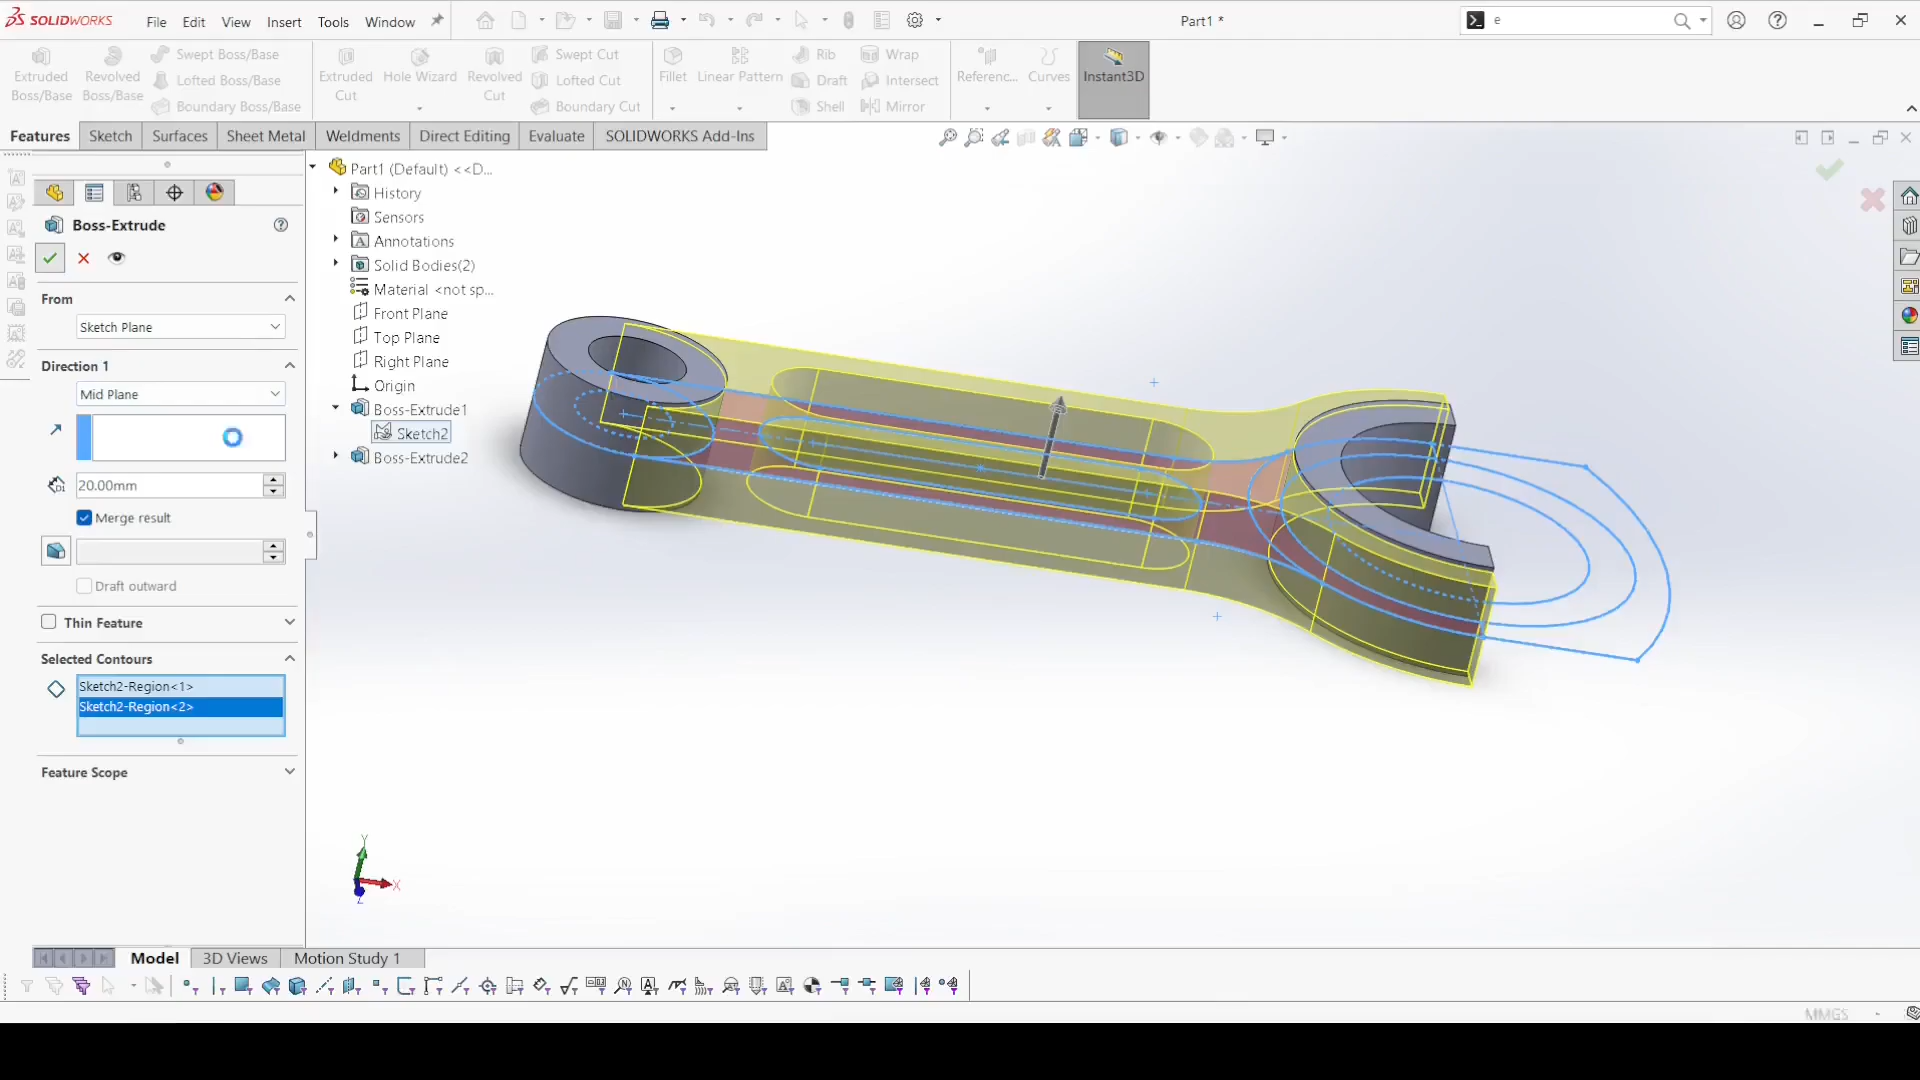 SOLIDWORKS
File Edit View Insert Tools Window
Part1 *
e
Extruded Boss/Base
Revolved Boss/Base
Swept Boss/Base
Lofted Boss/Base
Boundary Boss/Base
Extruded Cut
Hole Wizard
Revolved Cut
Swept Cut
Lofted Cut
Boundary Cut
Fillet
Linear Pattern
Rib
Draft
Shell
Wrap
Intersect
Mirror
Referenc...
Curves
Instant3D
Features Sketch Surfaces Sheet Metal Weldments Direct Editing Evaluate SOLIDWORKS Add-Ins
Boss-Extrude
From
Sketch Plane
Direction 1
Mid Plane
20.00mm
Merge result
Draft outward
Thin Feature
Selected Contours
Sketch2-Region<1>
Sketch2-Region<2>
Feature Scope
Part1 (Default) <<D...
History
Sensors
Annotations
Solid Bodies(2)
Material <not sp...
Front Plane
Top Plane
Right Plane
Origin
Boss-Extrude1
Sketch2
Boss-Extrude2
Y
X
Z
Model 3D Views Motion Study 1
MMGS